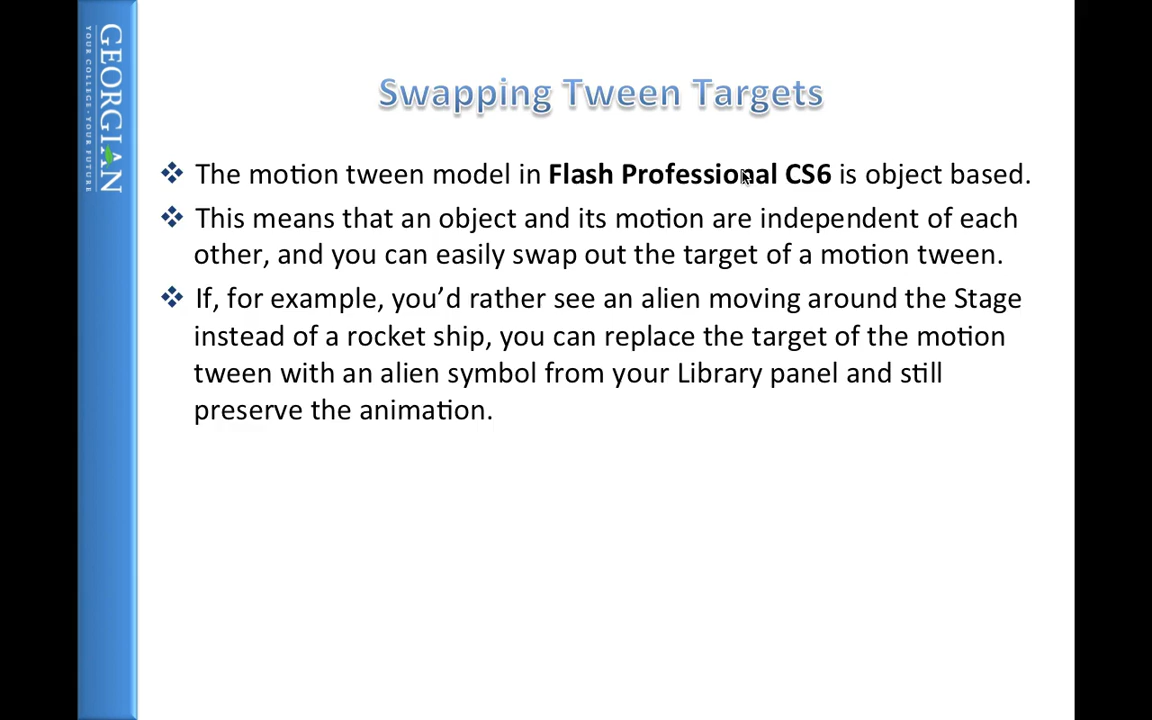 GEORGIAN
YOUR COLLEGE · YOUR FUTURE
Swapping Tween Targets
❖ The motion tween model in Flash Professional CS6 is object based.
❖ This means that an object and its motion are independent of each
other, and you can easily swap out the target of a motion tween.
❖ If, for example, you’d rather see an alien moving around the Stage
instead of a rocket ship, you can replace the target of the motion
tween with an alien symbol from your Library panel and still
preserve the animation.